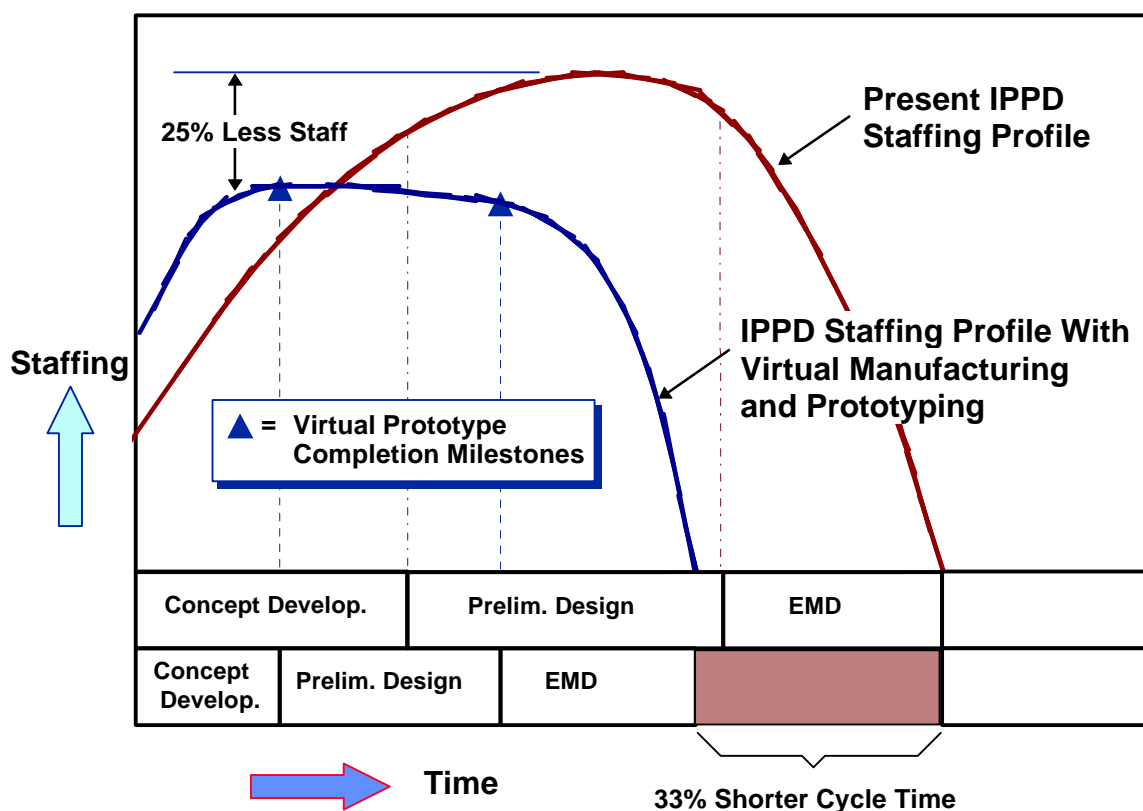 25% Less Staff
Present IPPD
Staffing Profile
IPPD Staffing Profile With
Virtual Manufacturing
and Prototyping
Staffing
= Virtual Prototype
Completion Milestones
Concept Develop.
Prelim. Design
EMD
Concept
Develop.
Prelim. Design
EMD
Time
33% Shorter Cycle Time